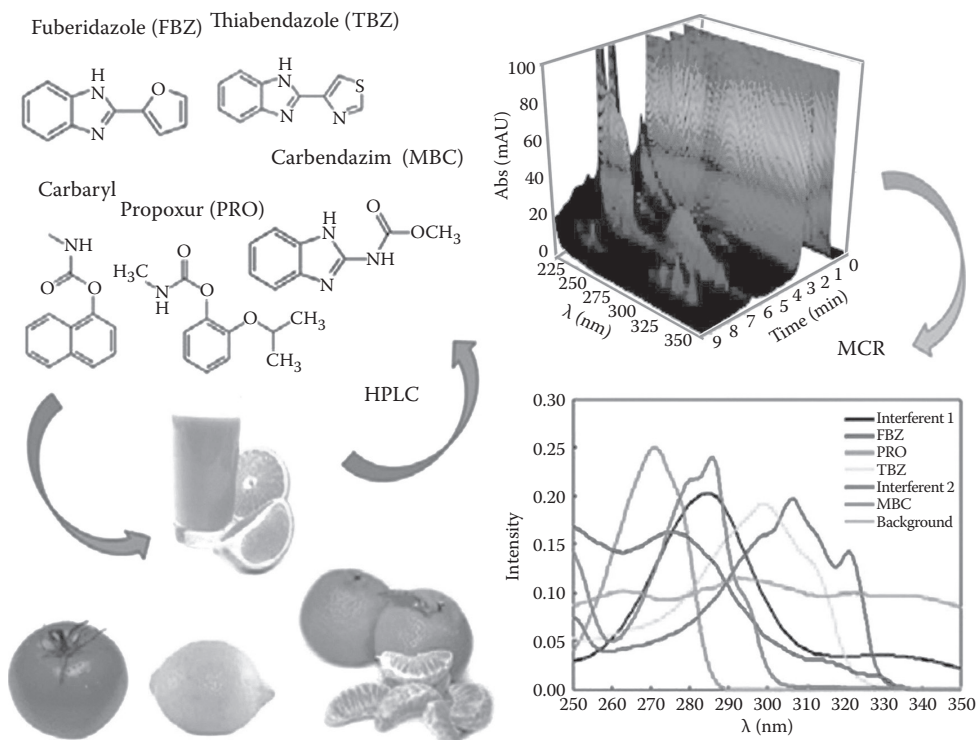 Fuberidazole (FBZ)
Thiabendazole (TBZ)
H
N
N
O
H
N
N
S
N
Carbendazim (MBC)
Carbaryl
Propoxur (PRO)
NH
O
O
H₃C
N
H
O
O
O
CH₃
CH₃
H
N
N
NH
O
OCH₃
HPLC
Abs (mAU)
100
80
60
40
20
0
225
250
275
300
325
350
λ (nm)
9 8 7 6 5 4 3 2 1 0
Time (min)
MCR
Intensity
0.30
0.25
0.20
0.15
0.10
0.05
0.00
Interferent 1
FBZ
PRO
TBZ
Interferent 2
MBC
Background
250 260 270 280 290 300 310 320 330 340 350
λ (nm)